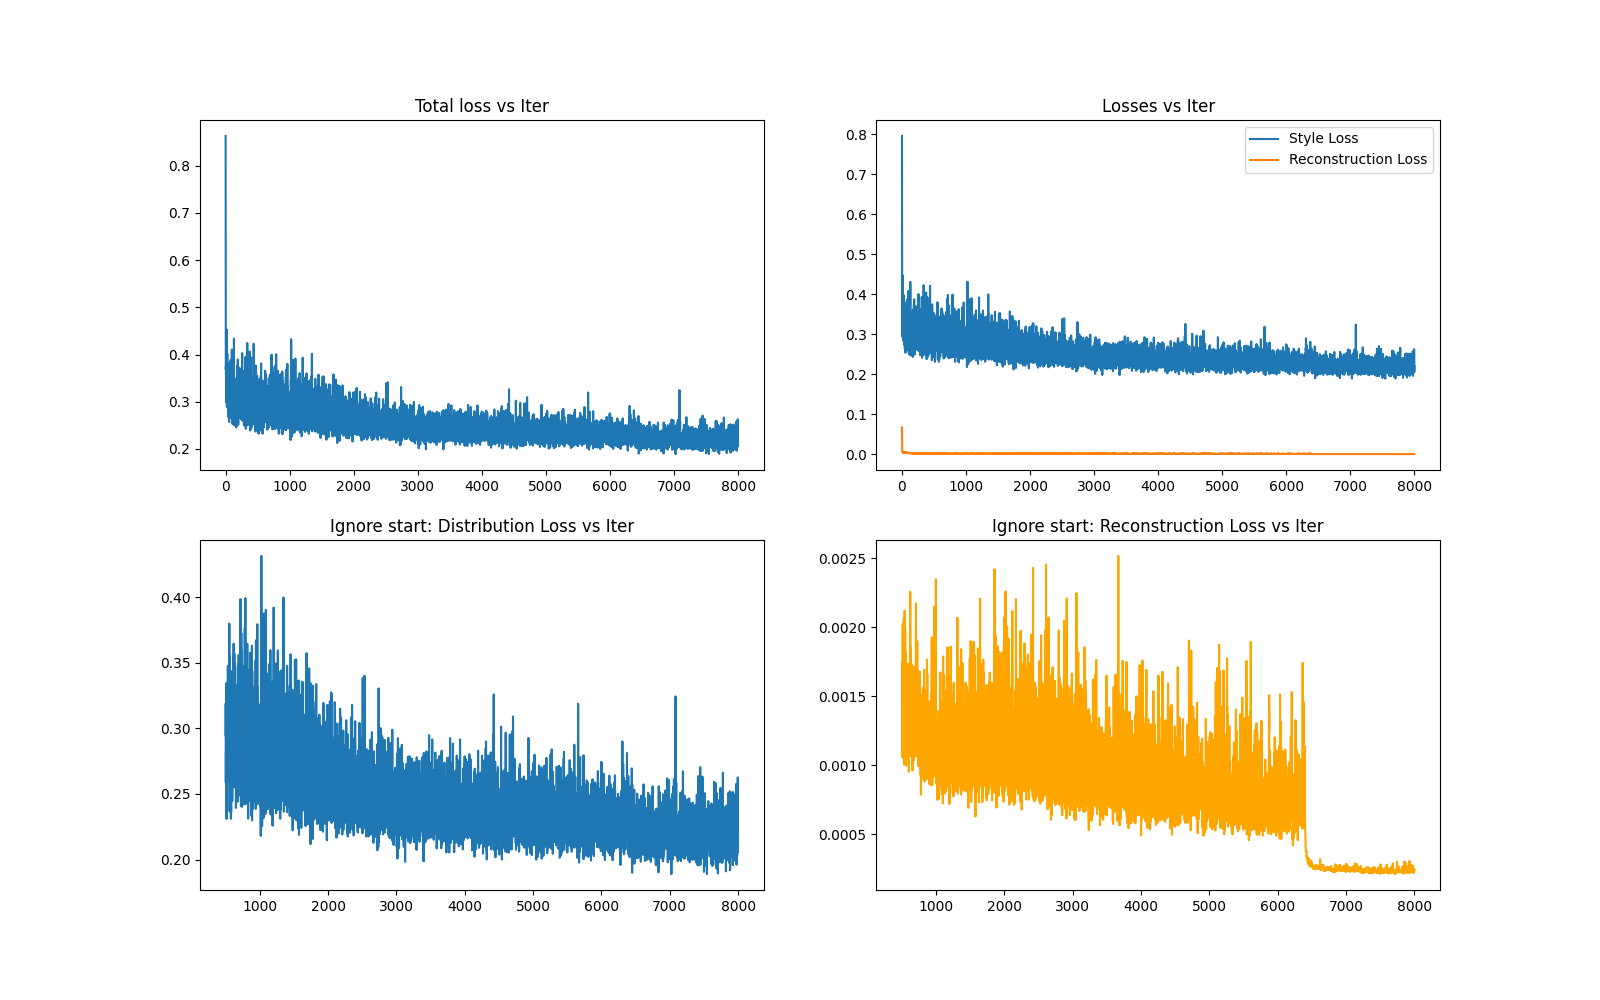 Total loss vs Iter
0.8
0.7
0.6
0.5
0.4
0.3
0.2
0 1000 2000 3000 4000 5000 6000 7000 8000
Losses vs Iter
Style Loss
Reconstruction Loss
0.8
0.7
0.6
0.5
0.4
0.3
0.2
0.1
0.0
0 1000 2000 3000 4000 5000 6000 7000 8000
Ignore start: Distribution Loss vs Iter
0.40
0.35
0.30
0.25
0.20
1000 2000 3000 4000 5000 6000 7000 8000
Ignore start: Reconstruction Loss vs Iter
0.0025
0.0020
0.0015
0.0010
0.0005
1000 2000 3000 4000 5000 6000 7000 8000